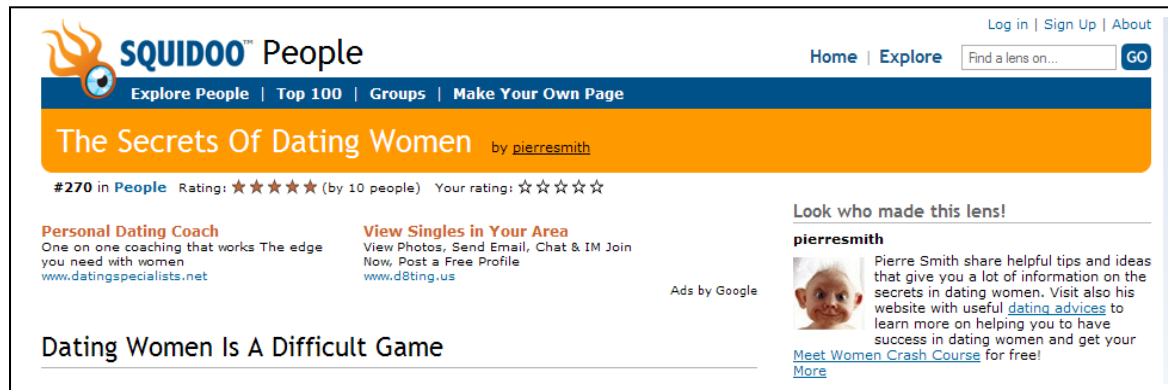 Log in | Sign Up | About
SQUIDOO™ People
Home | Explore
Find a lens on...
GO
Explore People | Top 100 | Groups | Make Your Own Page
The Secrets Of Dating Women by pierresmith
#270 in People Rating: (by 10 people) Your rating:
Personal Dating Coach
One on one coaching that works The edge
you need with women
www.datingspecialists.net
View Singles in Your Area
View Photos, Send Email, Chat & IM Join
Now, Post a Free Profile
www.d8ting.us
Ads by Google
Dating Women Is A Difficult Game
Look who made this lens!
pierresmith
Pierre Smith share helpful tips and ideas
that give you a lot of information on the
secrets in dating women. Visit also his
website with useful dating advices to
learn more on helping you to have
success in dating women and get your
Meet Women Crash Course for free!
More